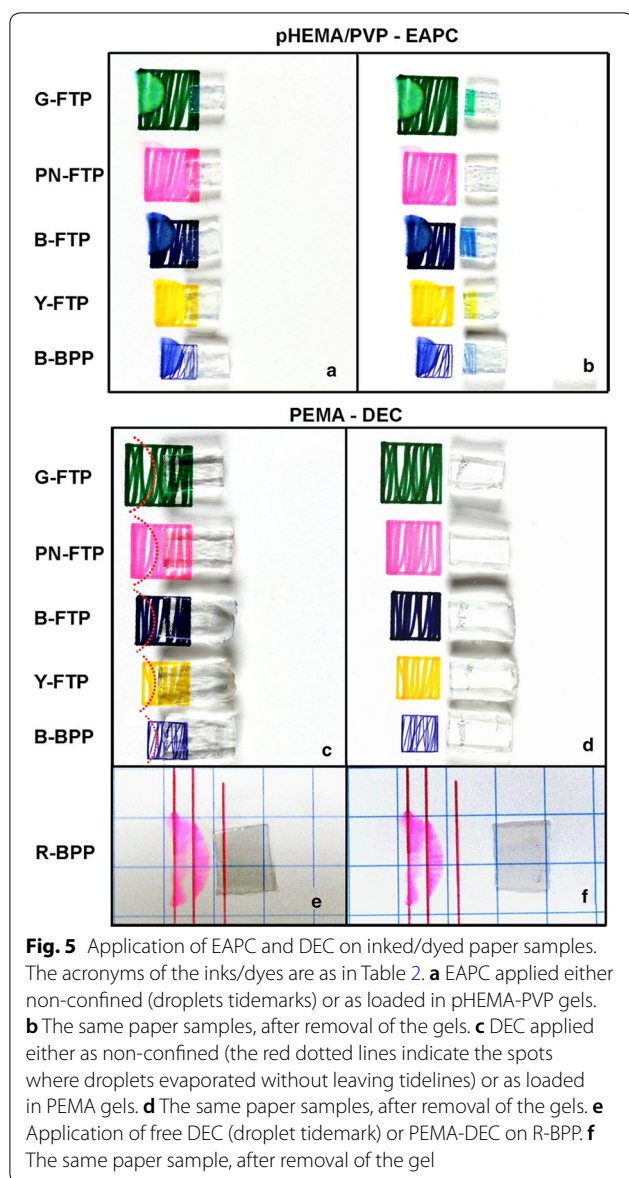 pHEMA/PVP - EAPC
G-FTP
PN-FTP
B-FTP
Y-FTP
B-BPP
a
b
PEMA - DEC
G-FTP
PN-FTP
B-FTP
Y-FTP
B-BPP
c
d
R-BPP
e
f
Fig. 5 Application of EAPC and DEC on inked/dyed paper samples.
The acronyms of the inks/dyes are as in Table 2. a EAPC applied either
non-confined (droplets tidemarks) or as loaded in pHEMA-PVP gels.
b The same paper samples, after removal of the gels. c DEC applied
either as non-confined (the red dotted lines indicate the spots
where droplets evaporated without leaving tidelines) or as loaded
in PEMA gels. d The same paper samples, after removal of the gels. e
Application of free DEC (droplet tidemark) or PEMA-DEC on R-BPP. f
The same paper sample, after removal of the gel